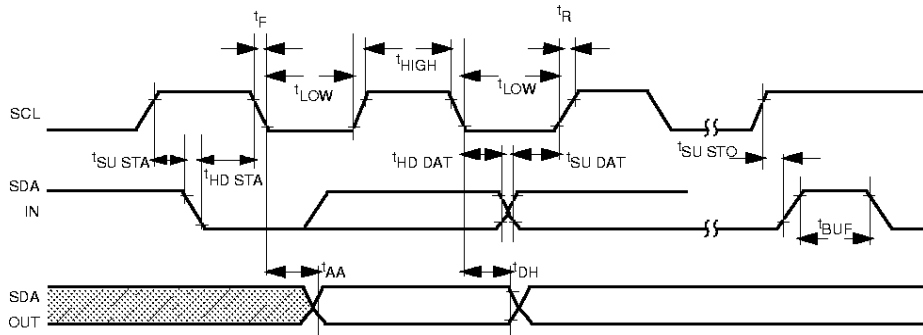 tF
tR
tHIGH
tLOW
tLOW
SCL
tSU STA
tHD STA
tHD DAT
tSU DAT
tSU STO
SDA
IN
tBUF
tAA
tDH
SDA
OUT